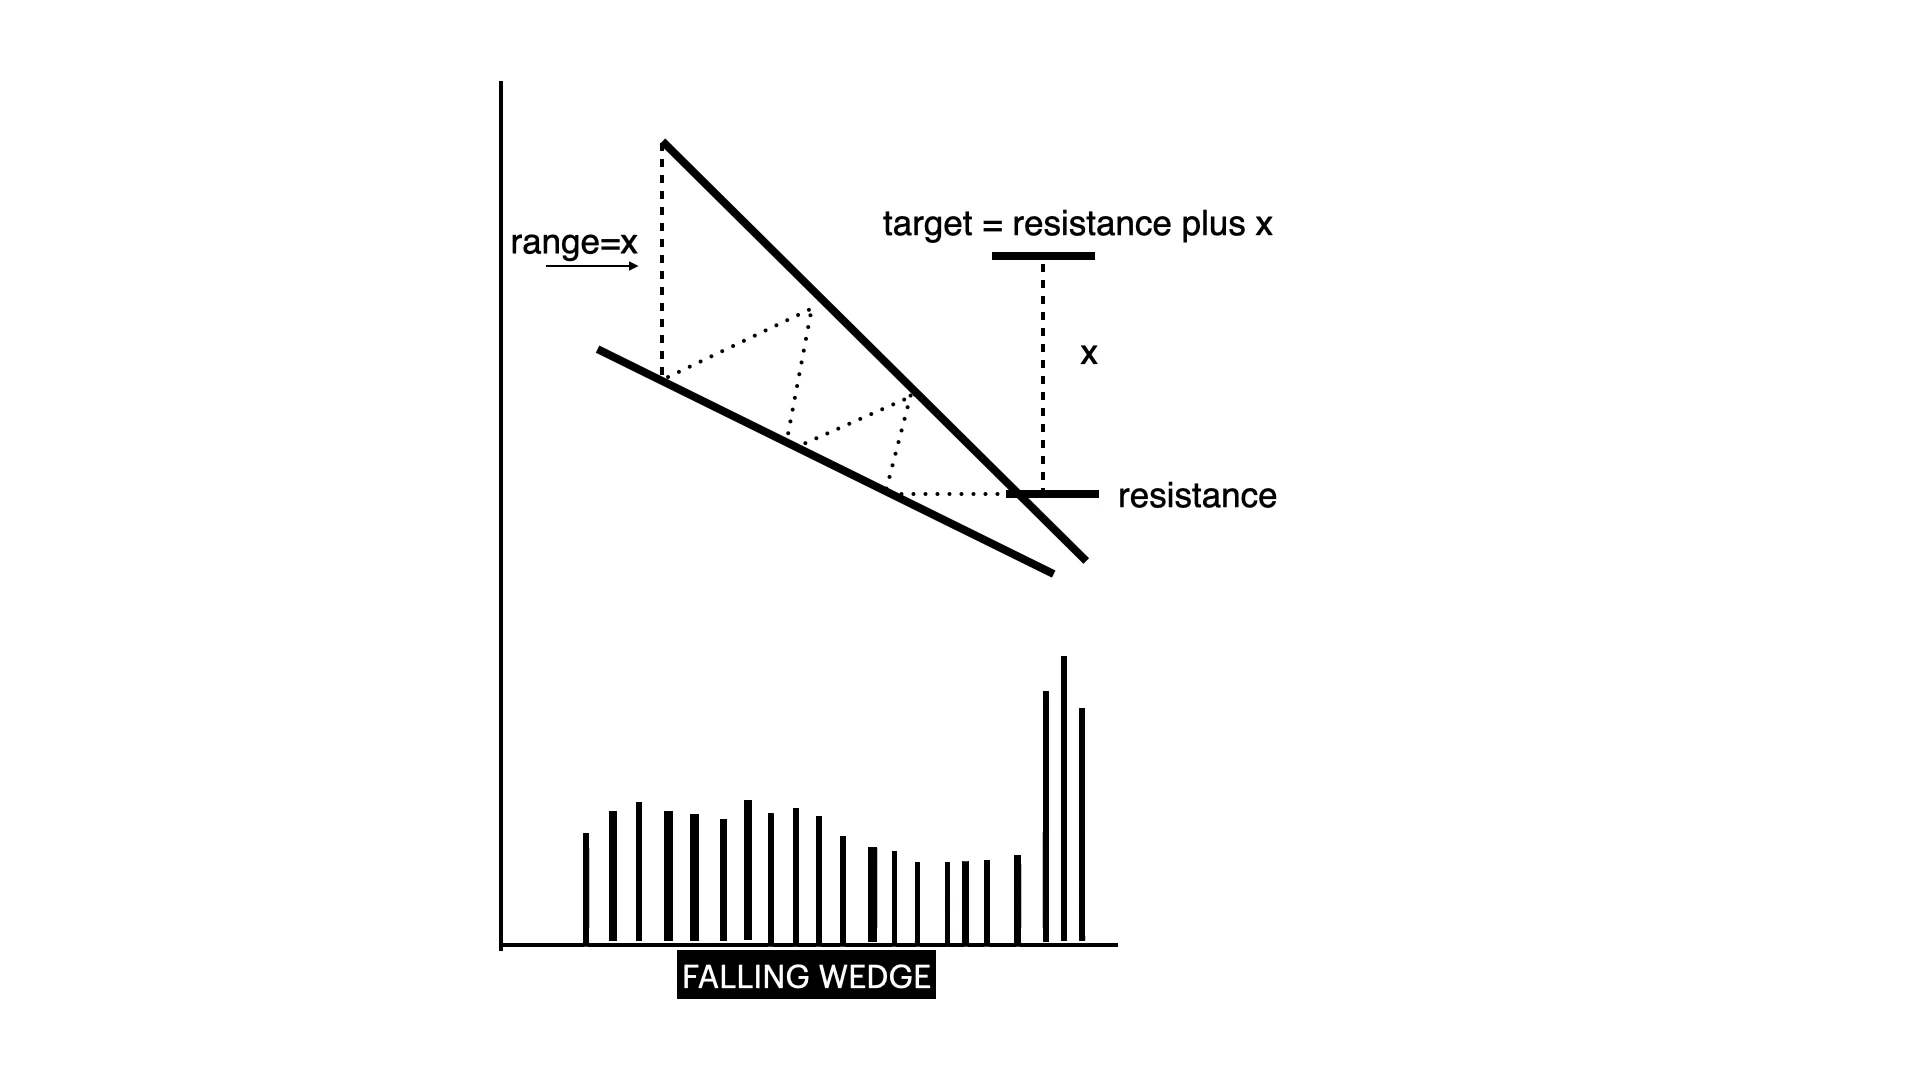 target = resistance plus x
range=x
x
resistance
FALLING WEDGE